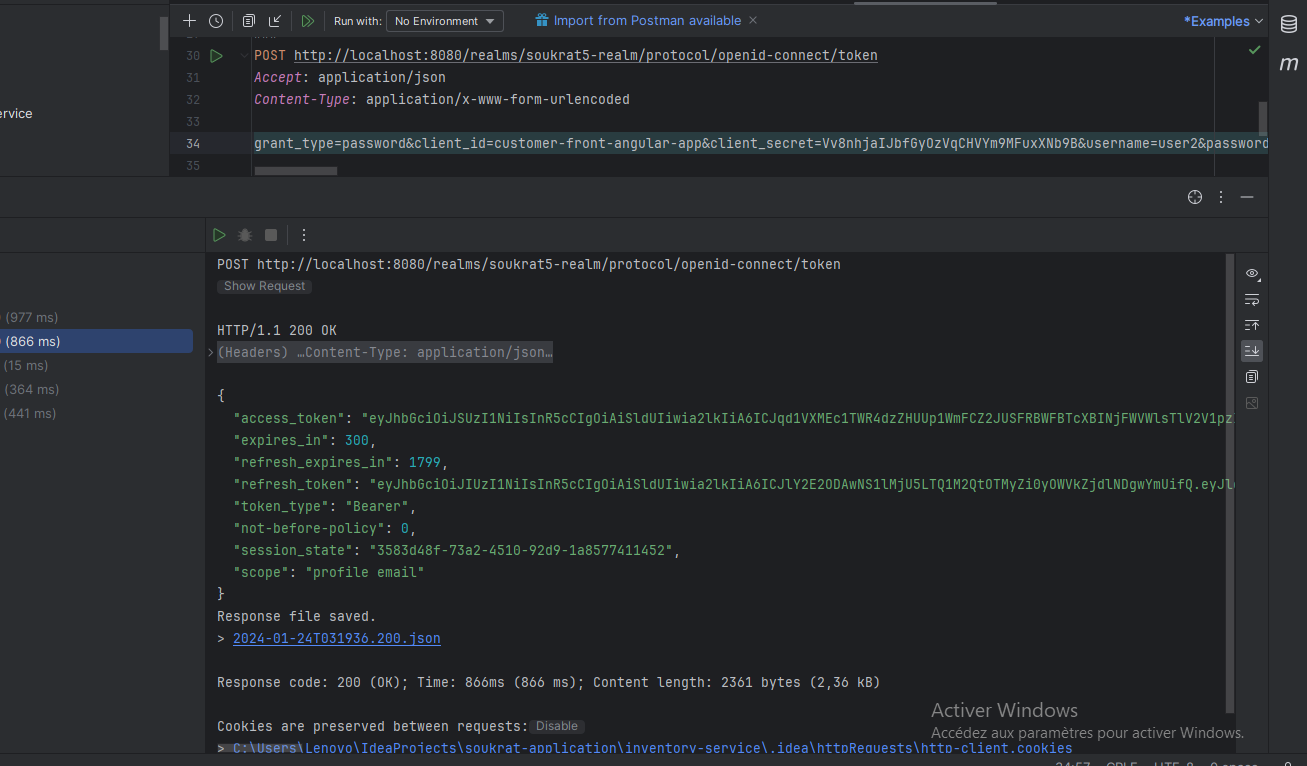 Run with: No Environment Import from Postman available *Examples
30 POST http://localhost:8080/realms/soukrat5-realm/protocol/openid-connect/token
31 Accept: application/json
32 Content-Type: application/x-www-form-urlencoded
ervice
33
34 grant_type=password&client_id=customer-front-angular-app&client_secret=Vv8nhjaIJbfGyOzVqCHVYm9MFuxXNb9B&username=user2&password
35
m
POST http://localhost:8080/realms/soukrat5-realm/protocol/openid-connect/token
Show Request
(977 ms)
(866 ms)
(15 ms)
(364 ms)
(441 ms)
HTTP/1.1 200 OK
(Headers) …Content-Type: application/json…
{
"access_token": "eyJhbGciOiJSUzI1NiIsInR5cCIgOiAiSldUIiwia2lkIiA6ICJqd1VXMEc1TWR4dzZHUUp1WmFCZ2JUSFRBWFBTcXBINjFWVWlsTlV2V1pz
"expires_in": 300,
"refresh_expires_in": 1799,
"refresh_token": "eyJhbGciOiJIUzI1NiIsInR5cCIgOiAiSldUIiwia2lkIiA6ICJlY2E2ODAwNS1lMjU5LTQ1M2QtOTMyZi0yOWVkZjdlNDgwYmUifQ.eyJl
"token_type": "Bearer",
"not-before-policy": 0,
"session_state": "3583d48f-73a2-4510-92d9-1a8577411452",
"scope": "profile email"
}
Response file saved.
> 2024-01-24T031936.200.json
Response code: 200 (OK); Time: 866ms (866 ms); Content length: 2361 bytes (2,36 kB)
Cookies are preserved between requests: Disable
> C:\Users\Lenovo\IdeaProjects\soukrat-application\inventory-service\.idea\httpRequests\http-client.cookies
Activer Windows
Accédez aux paramètres pour activer Windows.